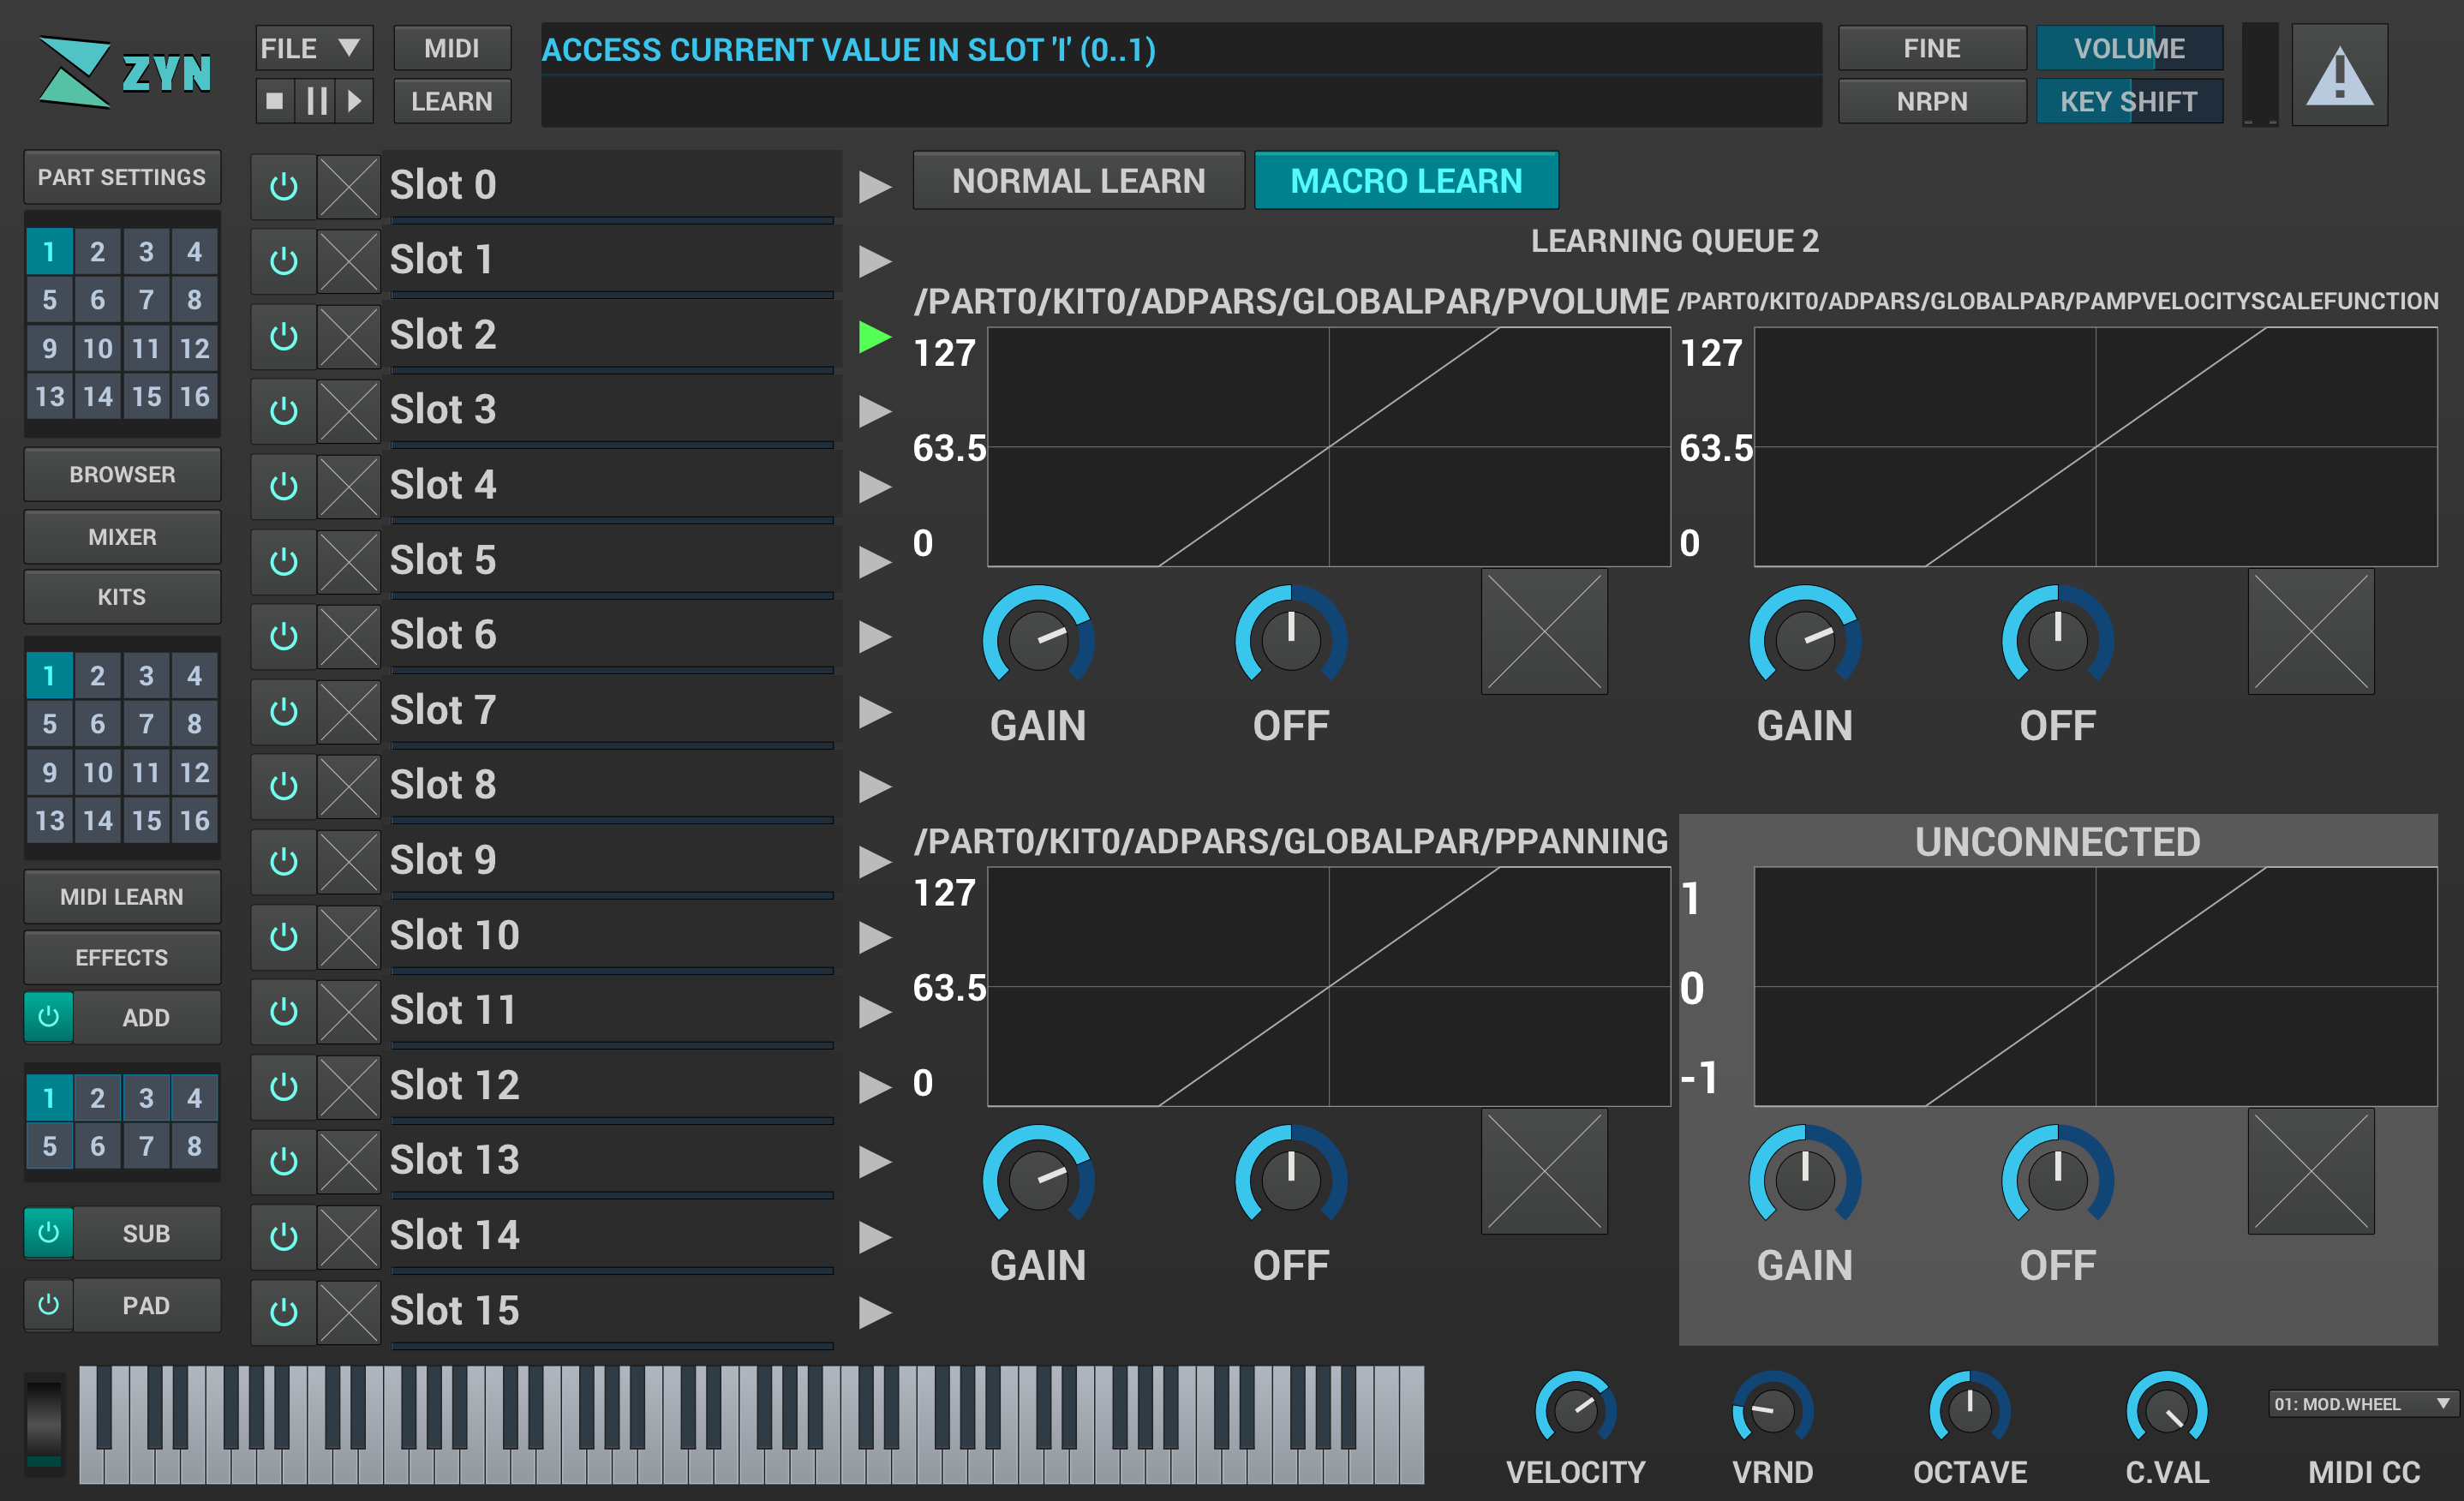 ZYN
FILE
MIDI
LEARN
ACCESS CURRENT VALUE IN SLOT 'I' (0..1)
FINE
VOLUME
NRPN
KEY SHIFT
PART SETTINGS
1 2 3 4
5 6 7 8
9 10 11 12
13 14 15 16
BROWSER
MIXER
KITS
1 2 3 4
5 6 7 8
9 10 11 12
13 14 15 16
MIDI LEARN
EFFECTS
ADD
1 2 3 4
5 6 7 8
SUB
PAD
Slot 0
Slot 1
Slot 2
Slot 3
Slot 4
Slot 5
Slot 6
Slot 7
Slot 8
Slot 9
Slot 10
Slot 11
Slot 12
Slot 13
Slot 14
Slot 15
NORMAL LEARN
MACRO LEARN
LEARNING QUEUE 2
/PART0/KIT0/ADPARS/GLOBALPAR/PVOLUME
127
63.5
0
GAIN
OFF
/PART0/KIT0/ADPARS/GLOBALPAR/PAMPVELOCITYSCALEFUNCTION
127
63.5
0
GAIN
OFF
/PART0/KIT0/ADPARS/GLOBALPAR/PPANNING
127
63.5
0
GAIN
OFF
UNCONNECTED
1
0
-1
GAIN
OFF
VELOCITY
VRND
OCTAVE
C.VAL
01: MOD.WHEEL
MIDI CC